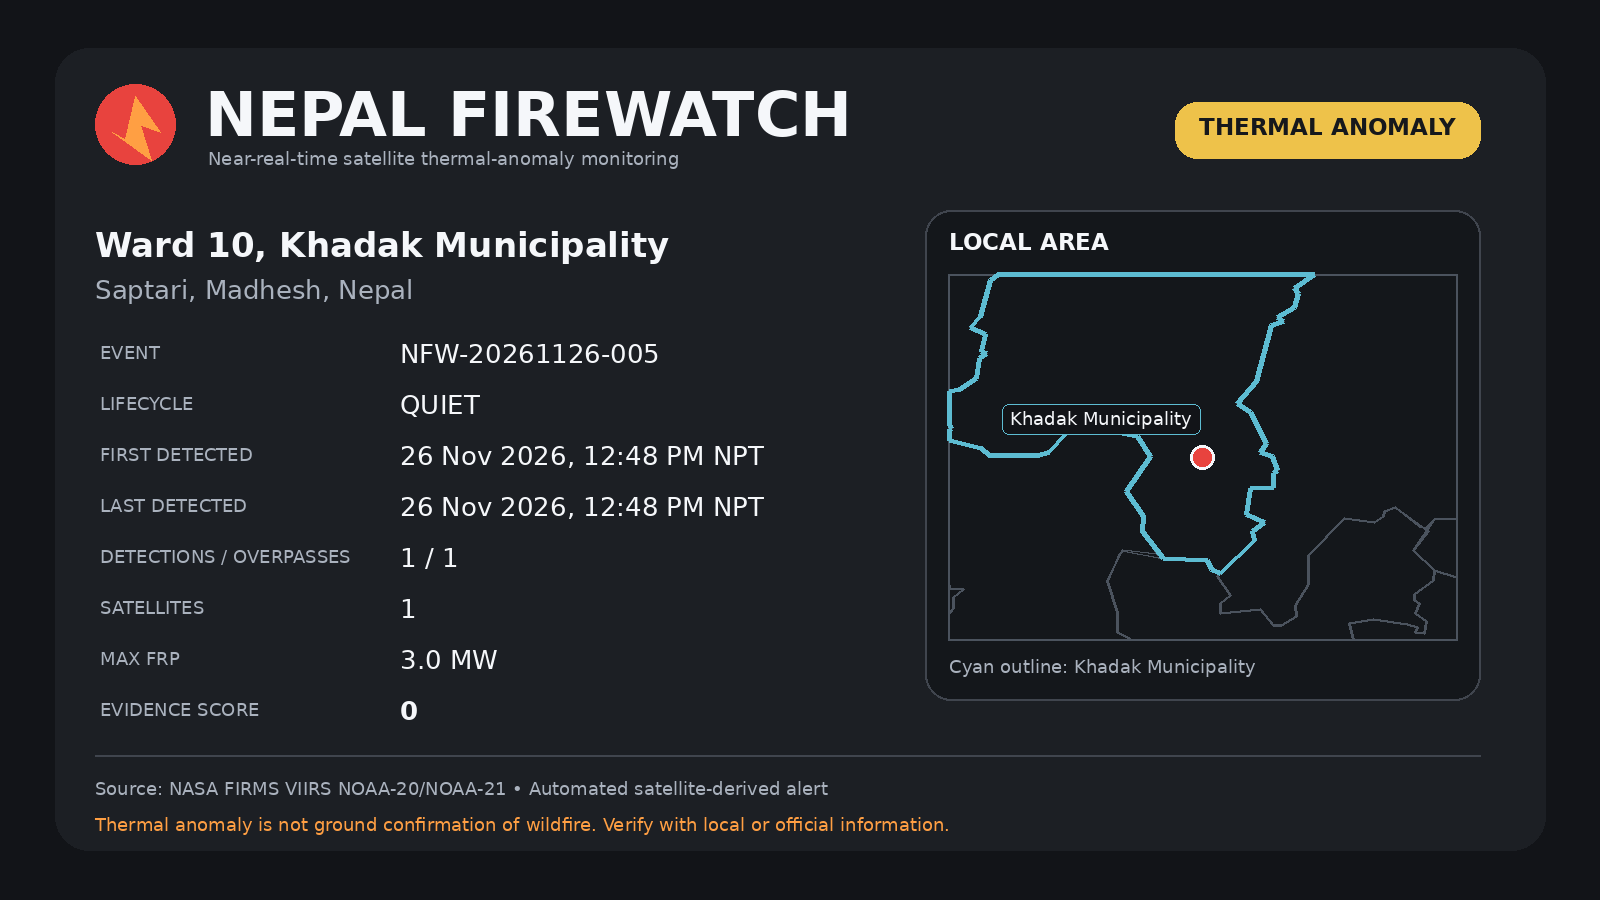 NEPAL FIREWATCH
Near-real-time satellite thermal-anomaly monitoring
THERMAL ANOMALY
Ward 10, Khadak Municipality
Saptari, Madhesh, Nepal
EVENT NFW-20261126-005
LIFECYCLE QUIET
FIRST DETECTED 26 Nov 2026, 12:48 PM NPT
LAST DETECTED 26 Nov 2026, 12:48 PM NPT
DETECTIONS / OVERPASSES 1 / 1
SATELLITES 1
MAX FRP 3.0 MW
EVIDENCE SCORE 0
LOCAL AREA
Khadak Municipality
Cyan outline: Khadak Municipality
Source: NASA FIRMS VIIRS NOAA-20/NOAA-21 • Automated satellite-derived alert
Thermal anomaly is not ground confirmation of wildfire. Verify with local or official information.